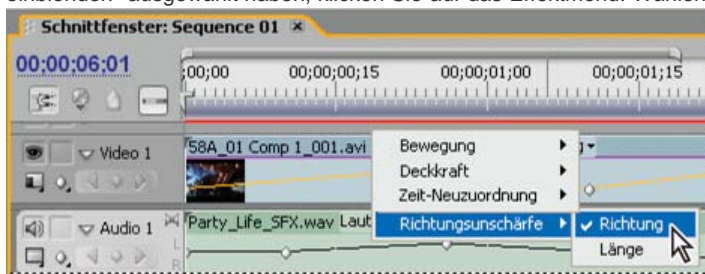 einblenden" ausgewählt haben, klicken Sie auf das Effektmenü. Wählen
Schnittfenster: Sequence 01
00;00;06;01
;00;00 00;00;00;15 00;00;01;00 00;00;01;15
Video 1
58A_01 Comp 1_001.avi
Bewegung
Deckkraft
Zeit-Neuzuordnung
Richtungsunschärfe
Richtung
Länge
Audio 1
Party_Life_SFX.wav Laut
L
R